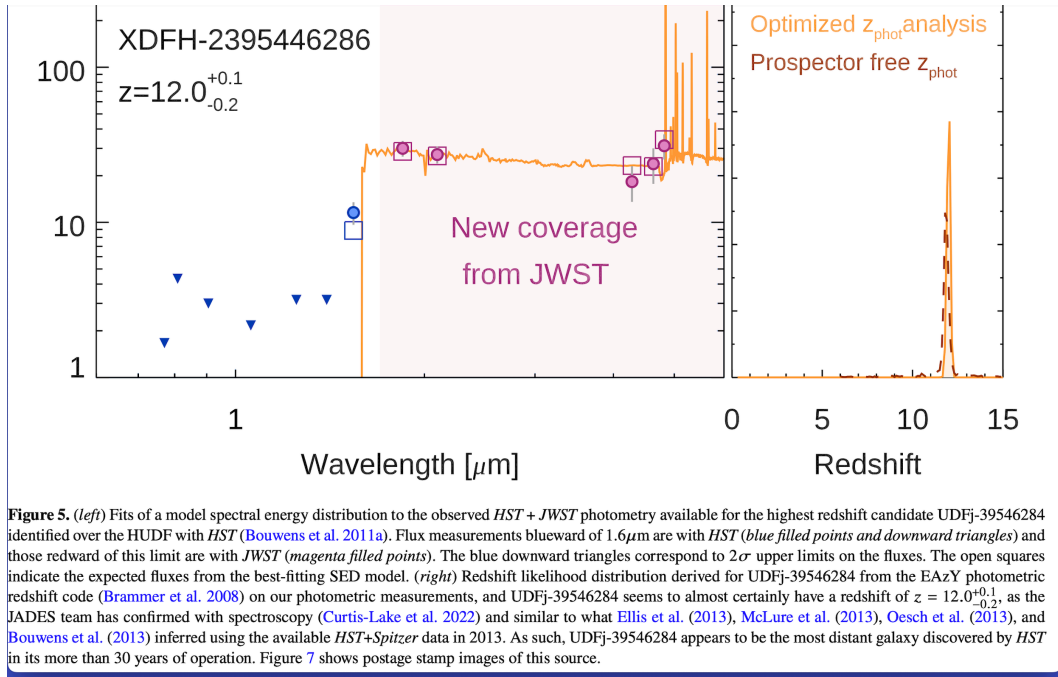 XDFH-2395446286
z=12.0+0.1-0.2
100
10
1
New coverage
from JWST
1
Wavelength [μm]
Optimized zphotanalysis
Prospector free zphot
0 5 10 15
Redshift
Figure 5. (left) Fits of a model spectral energy distribution to the observed HST + JWST photometry available for the highest redshift candidate UDFj-39546284
identified over the HUDF with HST (Bouwens et al. 2011a). Flux measurements blueward of 1.6μm are with HST (blue filled points and downward triangles) and
those redward of this limit are with JWST (magenta filled points). The blue downward triangles correspond to 2σ upper limits on the fluxes. The open squares
indicate the expected fluxes from the best-fitting SED model. (right) Redshift likelihood distribution derived for UDFj-39546284 from the EAzY photometric
redshift code (Brammer et al. 2008) on our photometric measurements, and UDFj-39546284 seems to almost certainly have a redshift of z = 12.0+0.1-0.2, as the
JADES team has confirmed with spectroscopy (Curtis-Lake et al. 2022) and similar to what Ellis et al. (2013), McLure et al. (2013), Oesch et al. (2013), and
Bouwens et al. (2013) inferred using the available HST+Spitzer data in 2013. As such, UDFj-39546284 appears to be the most distant galaxy discovered by HST
in its more than 30 years of operation. Figure 7 shows postage stamp images of this source.